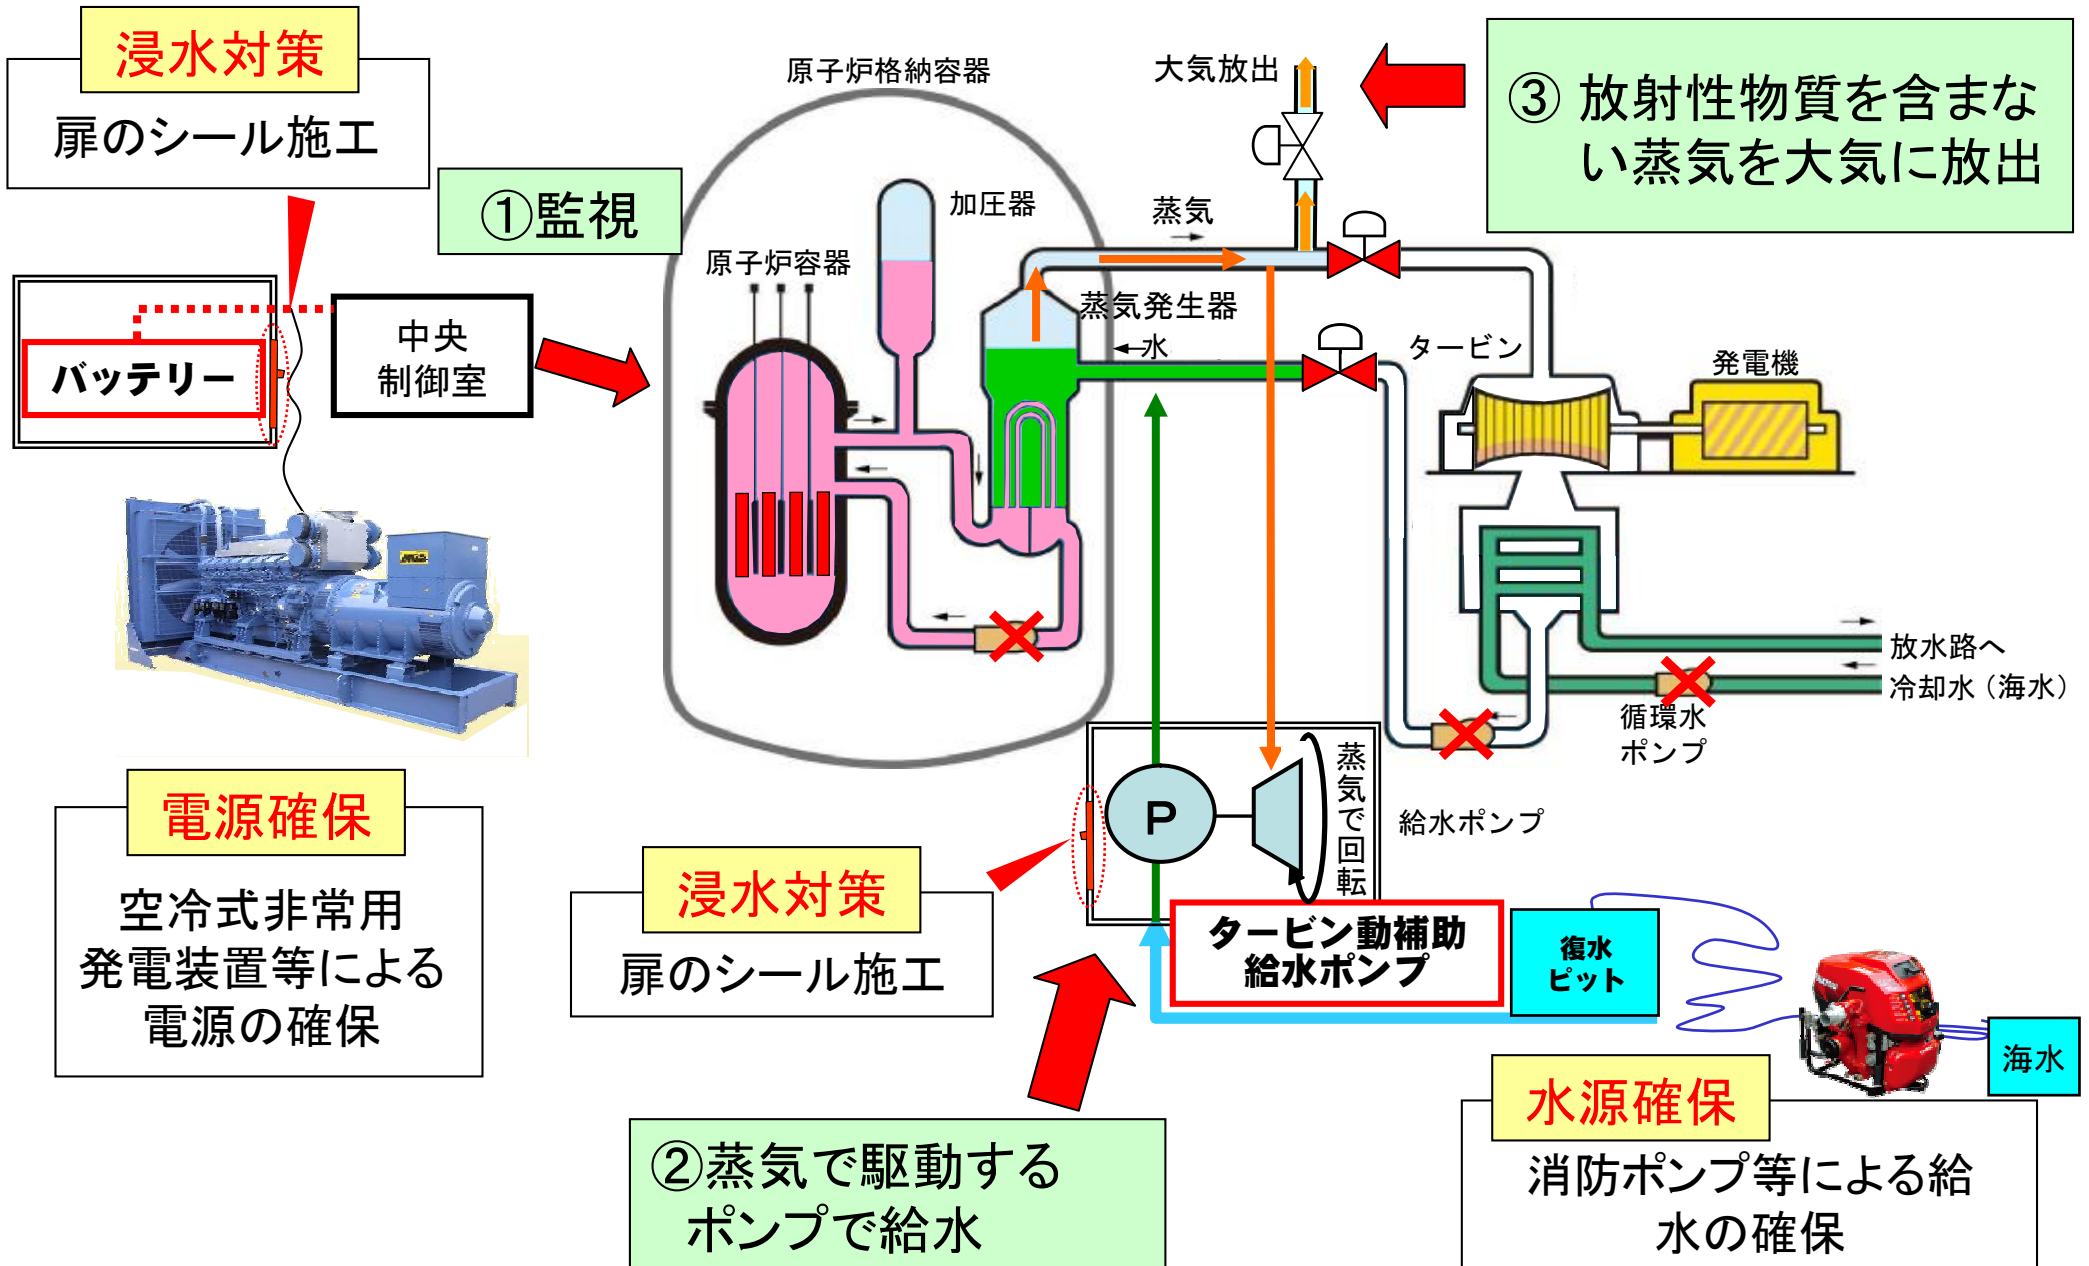 浸水対策
扉のシール施工
①監視
原子炉格納容器
大気放出
③ 放射性物質を含まな
い蒸気を大気に放出
加圧器
蒸気
原子炉容器
蒸気発生器
水
バッテリー
中央
制御室
タービン
発電機
放水路へ
冷却水（海水）
循環水
ポンプ
電源確保
空冷式非常用
発電装置等による
電源の確保
浸水対策
扉のシール施工
P
蒸気で回転
給水ポンプ
タービン動補助
給水ポンプ
復水
ピット
海水
②蒸気で駆動する
ポンプで給水
水源確保
消防ポンプ等による給
水の確保